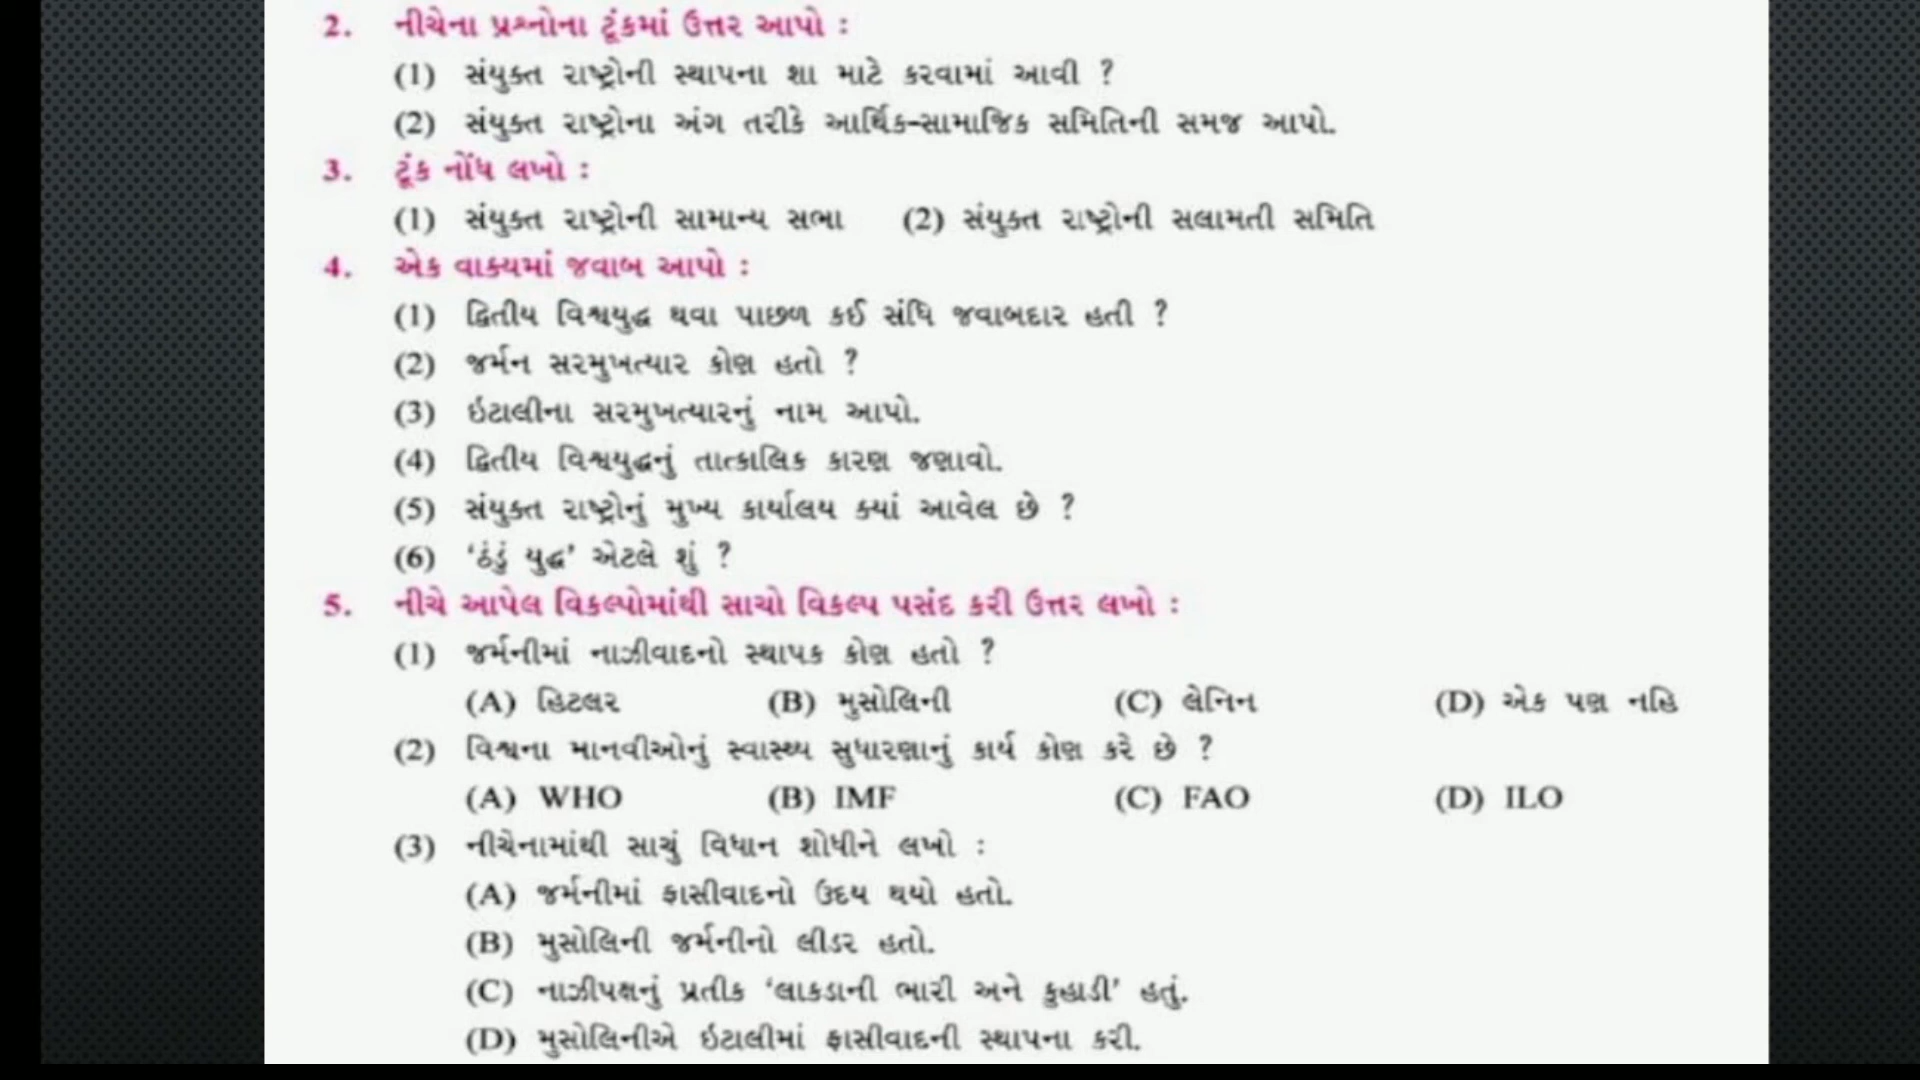 2. નીચેના પ્રશ્નોના ટૂંકમાં ઉત્તર આપો :
(1) સંયુક્ત રાષ્ટ્રોની સ્થાપના શા માટે કરવામાં આવી ?
(2) સંયુક્ત રાષ્ટ્રોના અંગ તરીકે આર્થિક-સામાજિક સમિતિની સમજ આપો.
3. ટૂંક નોંધ લખો :
(1) સંયુક્ત રાષ્ટ્રોની સામાન્ય સભા (2) સંયુક્ત રાષ્ટ્રોની સલામતી સમિતિ
4. એક વાક્યમાં જવાબ આપો :
(1) દ્વિતીય વિશ્વયુદ્ધ થવા પાછળ કઈ સંધિ જવાબદાર હતી ?
(2) જર્મન સરમુખત્યાર કોણ હતો ?
(3) ઇટાલીના સરમુખત્યારનું નામ આપો.
(4) દ્વિતીય વિશ્વયુદ્ધનું તાત્કાલિક કારણ જણાવો.
(5) સંયુક્ત રાષ્ટ્રોનું મુખ્ય કાર્યાલય ક્યાં આવેલ છે ?
(6) ‘ઠંડું યુદ્ધ’ એટલે શું ?
5. નીચે આપેલ વિકલ્પોમાંથી સાચો વિકલ્પ પસંદ કરી ઉત્તર લખો :
(1) જર્મનીમાં નાઝીવાદનો સ્થાપક કોણ હતો ?
(A) હિટલર (B) મુસોલિની (C) લેનિન (D) એક પણ નહિ
(2) વિશ્વના માનવીઓનું સ્વાસ્થ્ય સુધારણાનું કાર્ય કોણ કરે છે ?
(A) WHO (B) IMF (C) FAO (D) ILO
(3) નીચેનામાંથી સાચું વિધાન શોધીને લખો :
(A) જર્મનીમાં ફાસીવાદનો ઉદય થયો હતો.
(B) મુસોલિની જર્મનીનો લીડર હતો.
(C) નાઝીપક્ષનું પ્રતીક ‘લાકડાની ભારી અને કુહાડી’ હતું.
(D) મુસોલિનીએ ઇટાલીમાં ફાસીવાદની સ્થાપના કરી.